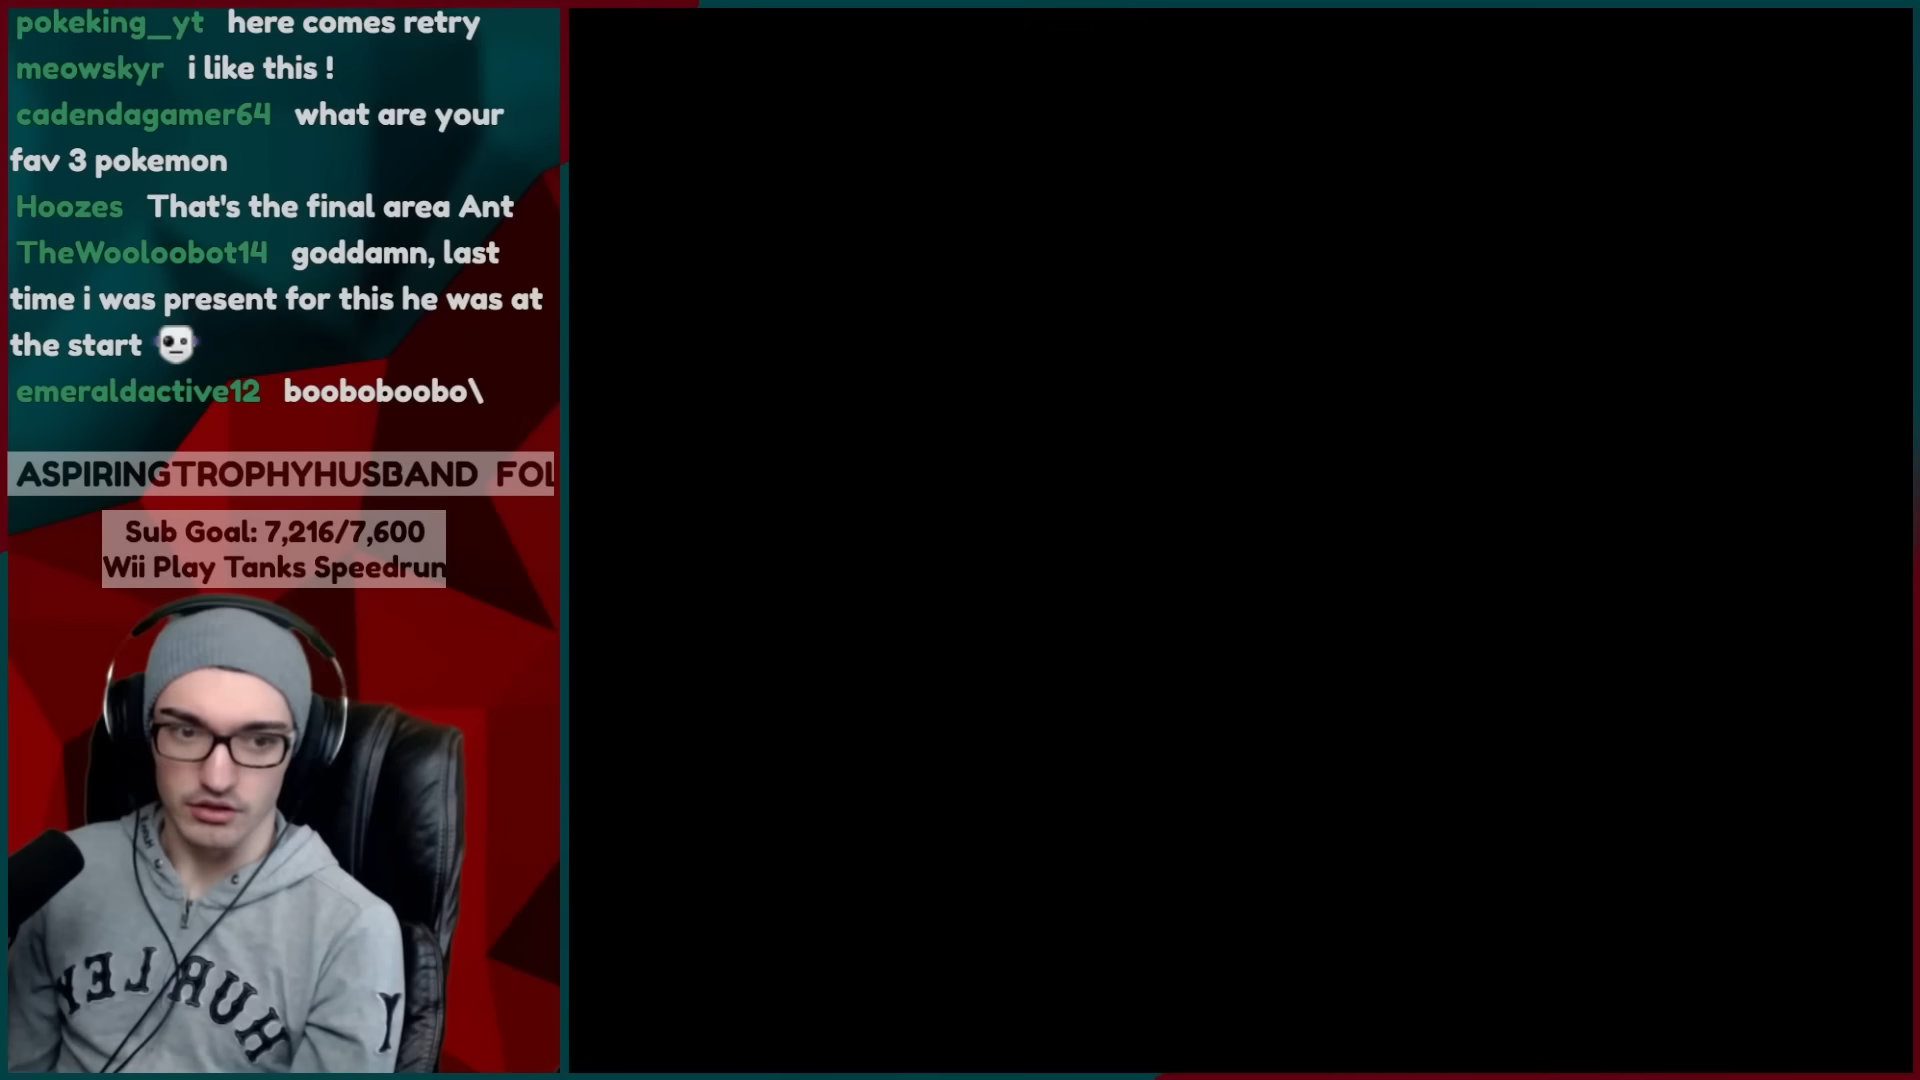 pokeking_yt here comes retry
meowskyr i like this !
cadendagamer64 what are your
fav 3 pokemon
Hoozes That's the final area Ant
TheWooloobot14 goddamn, last
time i was present for this he was at
the start
emeraldactive12 booboboobo\
ASPIRINGTROPHYHUSBAND FOL
Sub Goal: 7,216/7,600
Wii Play Tanks Speedrun
HURLEY